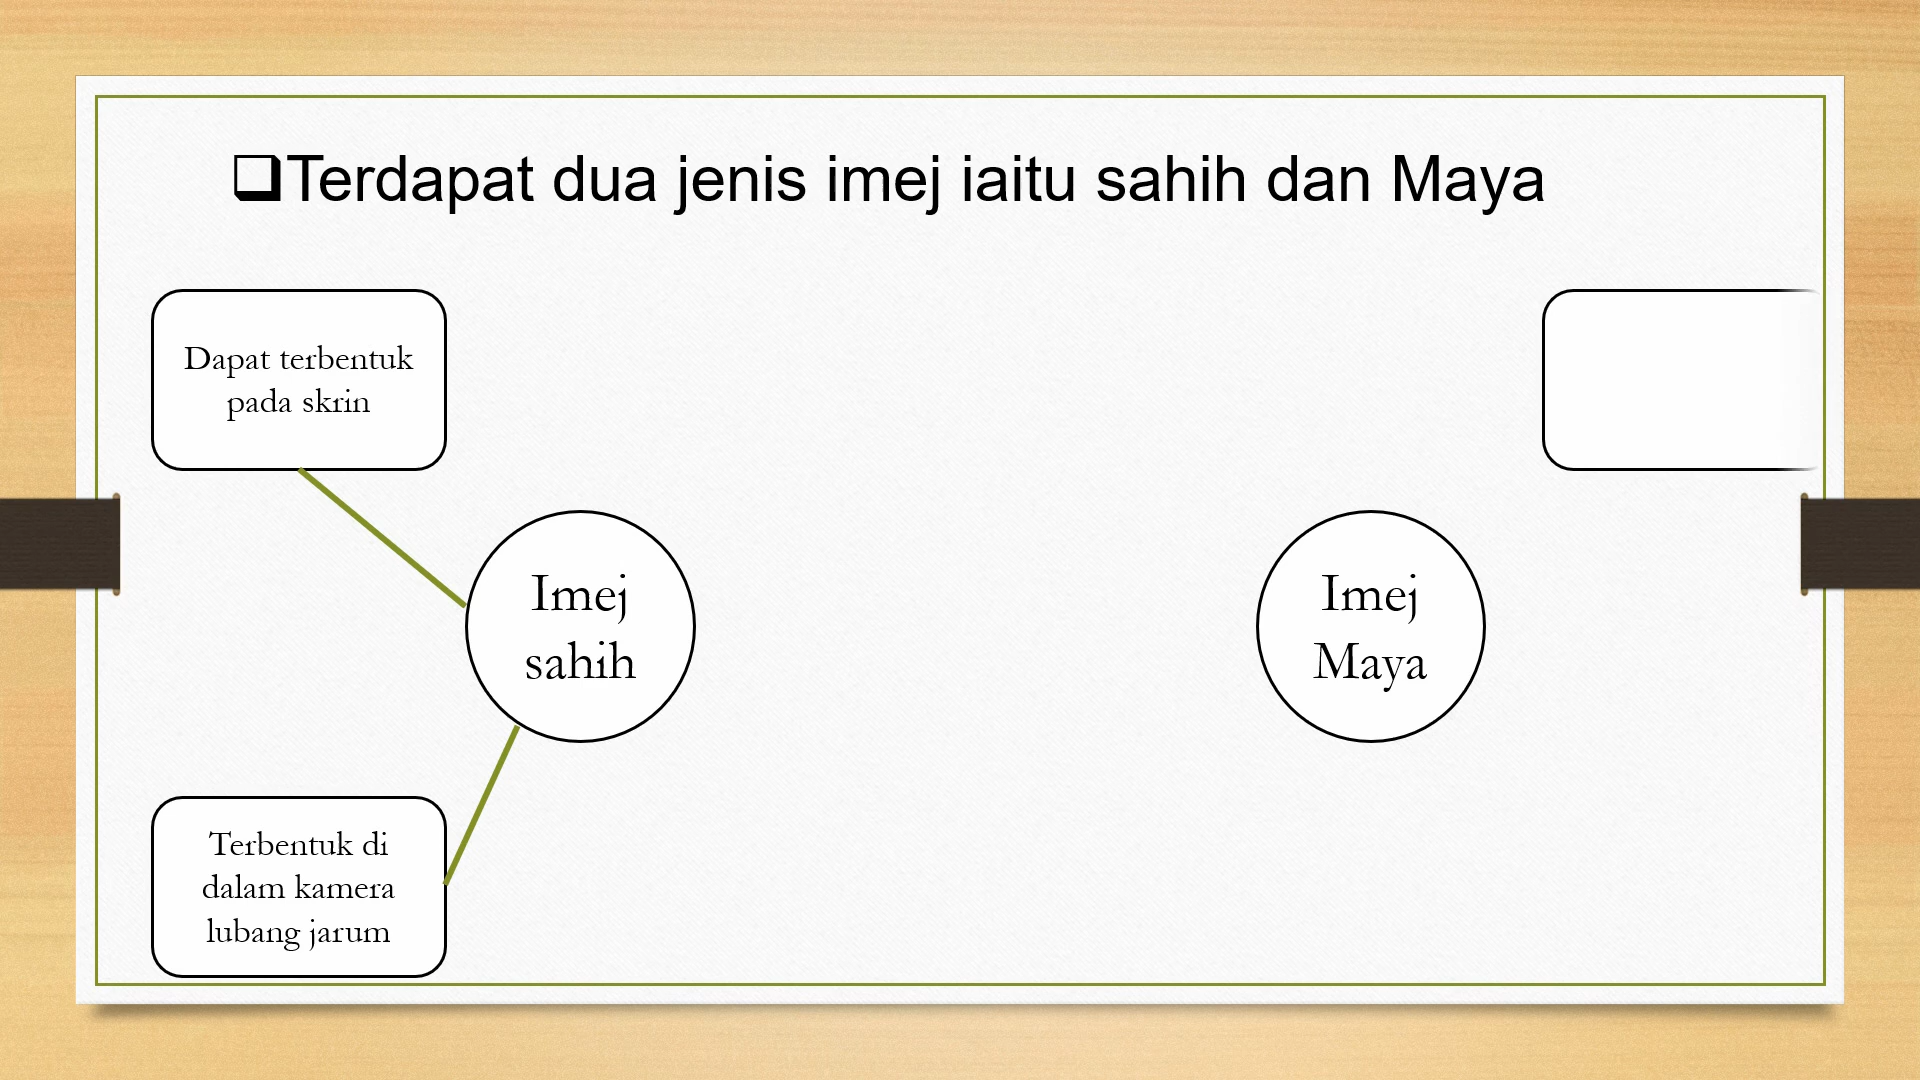 Terdapat dua jenis imej iaitu sahih dan Maya
Dapat terbentuk
pada skrin
Imej
sahih
Imej
Maya
Terbentuk di
dalam kamera
lubang jarum